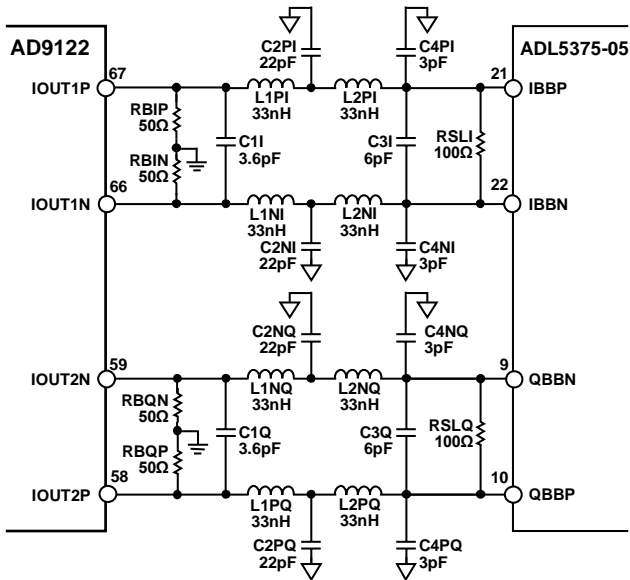 AD9122
ADL5375-05
C2PI
22pF
C4PI
3pF
67
IOUT1P
L1PI
33nH
L2PI
33nH
21
IBBP
RBIP
50Ω
RBIN
50Ω
C1I
3.6pF
C3I
6pF
RSLI
100Ω
66
IOUT1N
L1NI
33nH
L2NI
33nH
22
IBBN
C2NI
22pF
C4NI
3pF
C2NQ
22pF
C4NQ
3pF
59
IOUT2N
L1NQ
33nH
L2NQ
33nH
9
QBBN
RBQN
50Ω
RBQP
50Ω
C1Q
3.6pF
C3Q
6pF
RSLQ
100Ω
58
IOUT2P
L1PQ
33nH
L2PQ
33nH
10
QBBP
C2PQ
22pF
C4PQ
3pF